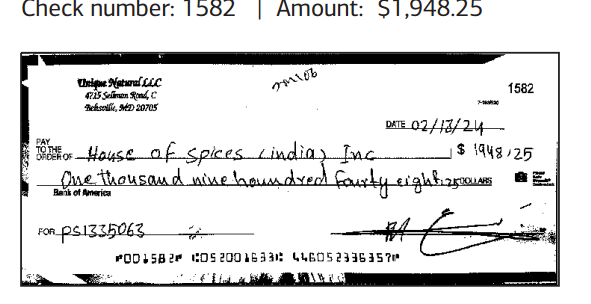 Check number: 1582 | Amount: $1,948.25
Unique Natural LLC
4715 Sellman Road, C
Beltsville, MD 20705
1582
DATE 02/13/24
PAY TO THE ORDER OF House of spices (india) Inc $ 1948.25
One thousand nine houndred fourty eight .25 DOLLARS
Bank of America
FOR PS1335063
⑈001582⑈ ⑆052001633⑆ 446052336357⑈